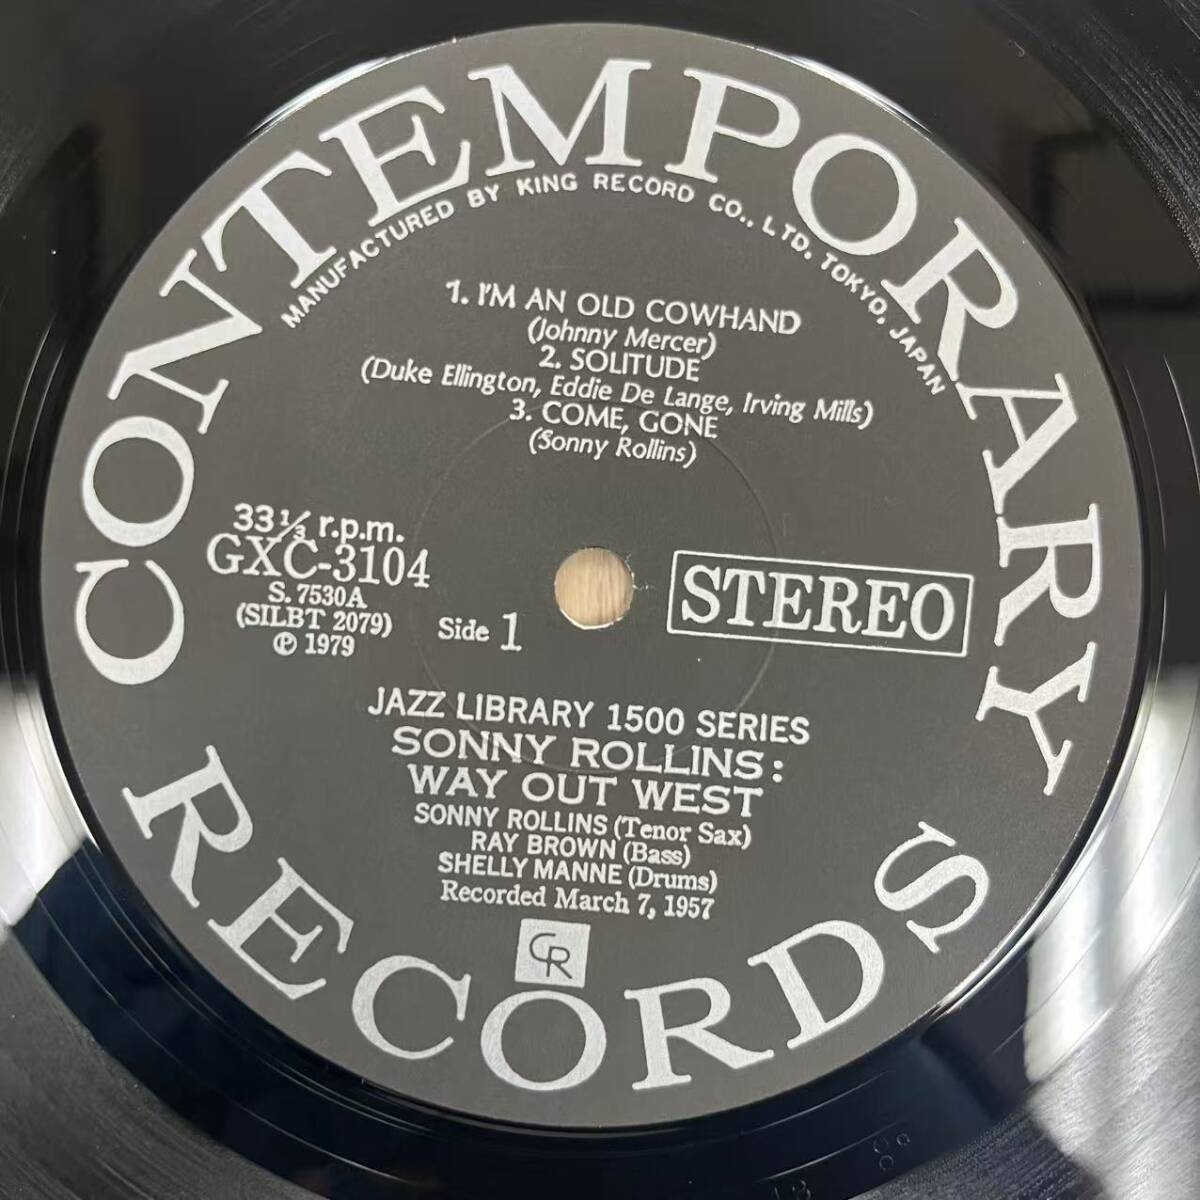 CONTEMPORARY
MANUFACTURED BY KING RECORD CO., LTD, TOKYO, JAPAN
1. I'M AN OLD COWHAND
(Johnny Mercer)
2. SOLITUDE
(Duke Ellington, Eddie De Lange, Irving Mills)
3. COME, GONE
(Sonny Rollins)
33 1/3 r.p.m.
GXC-3104
S. 7530A
(SILBT 2079)
℗ 1979
Side 1
STEREO
JAZZ LIBRARY 1500 SERIES
SONNY ROLLINS:
WAY OUT WEST
SONNY ROLLINS (Tenor Sax)
RAY BROWN (Bass)
SHELLY MANNE (Drums)
Recorded March 7, 1957
CR
RECORDS